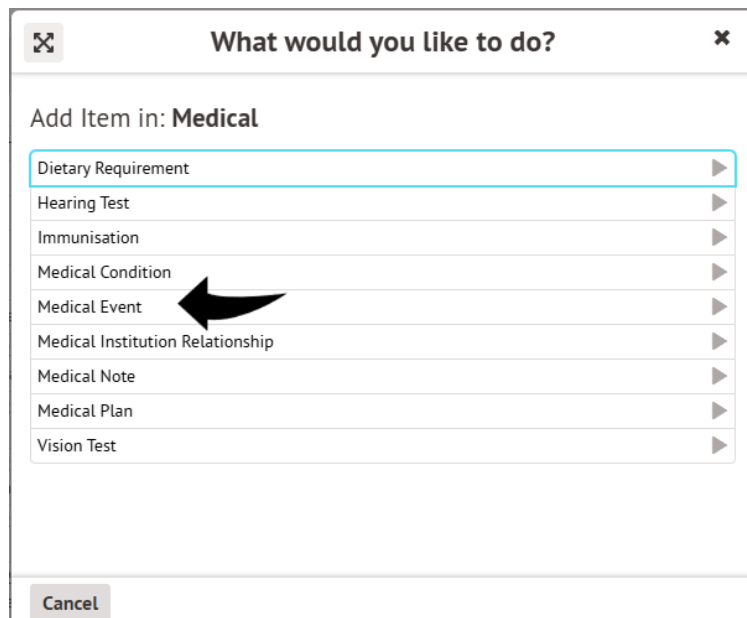 What would you like to do?
Add Item in: Medical
Dietary Requirement
Hearing Test
Immunisation
Medical Condition
Medical Event
Medical Institution Relationship
Medical Note
Medical Plan
Vision Test
Cancel